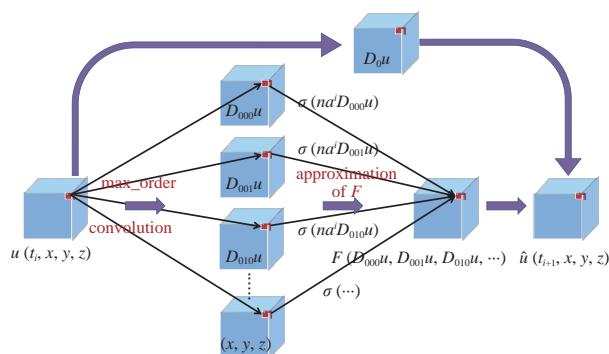 D₀u
D₀₀₀u
σ (naⁱD₀₀₀u)
D₀₀₁u
σ (naⁱD₀₀₁u)
max_order
approximation
of F
convolution
D₀₁₀u
σ (naⁱD₀₁₀u)
u (tᵢ, x, y, z)
F (D₀₀₀u, D₀₀₁u, D₀₁₀u, ···)
û (tᵢ₊₁, x, y, z)
σ (···)
(x, y, z)